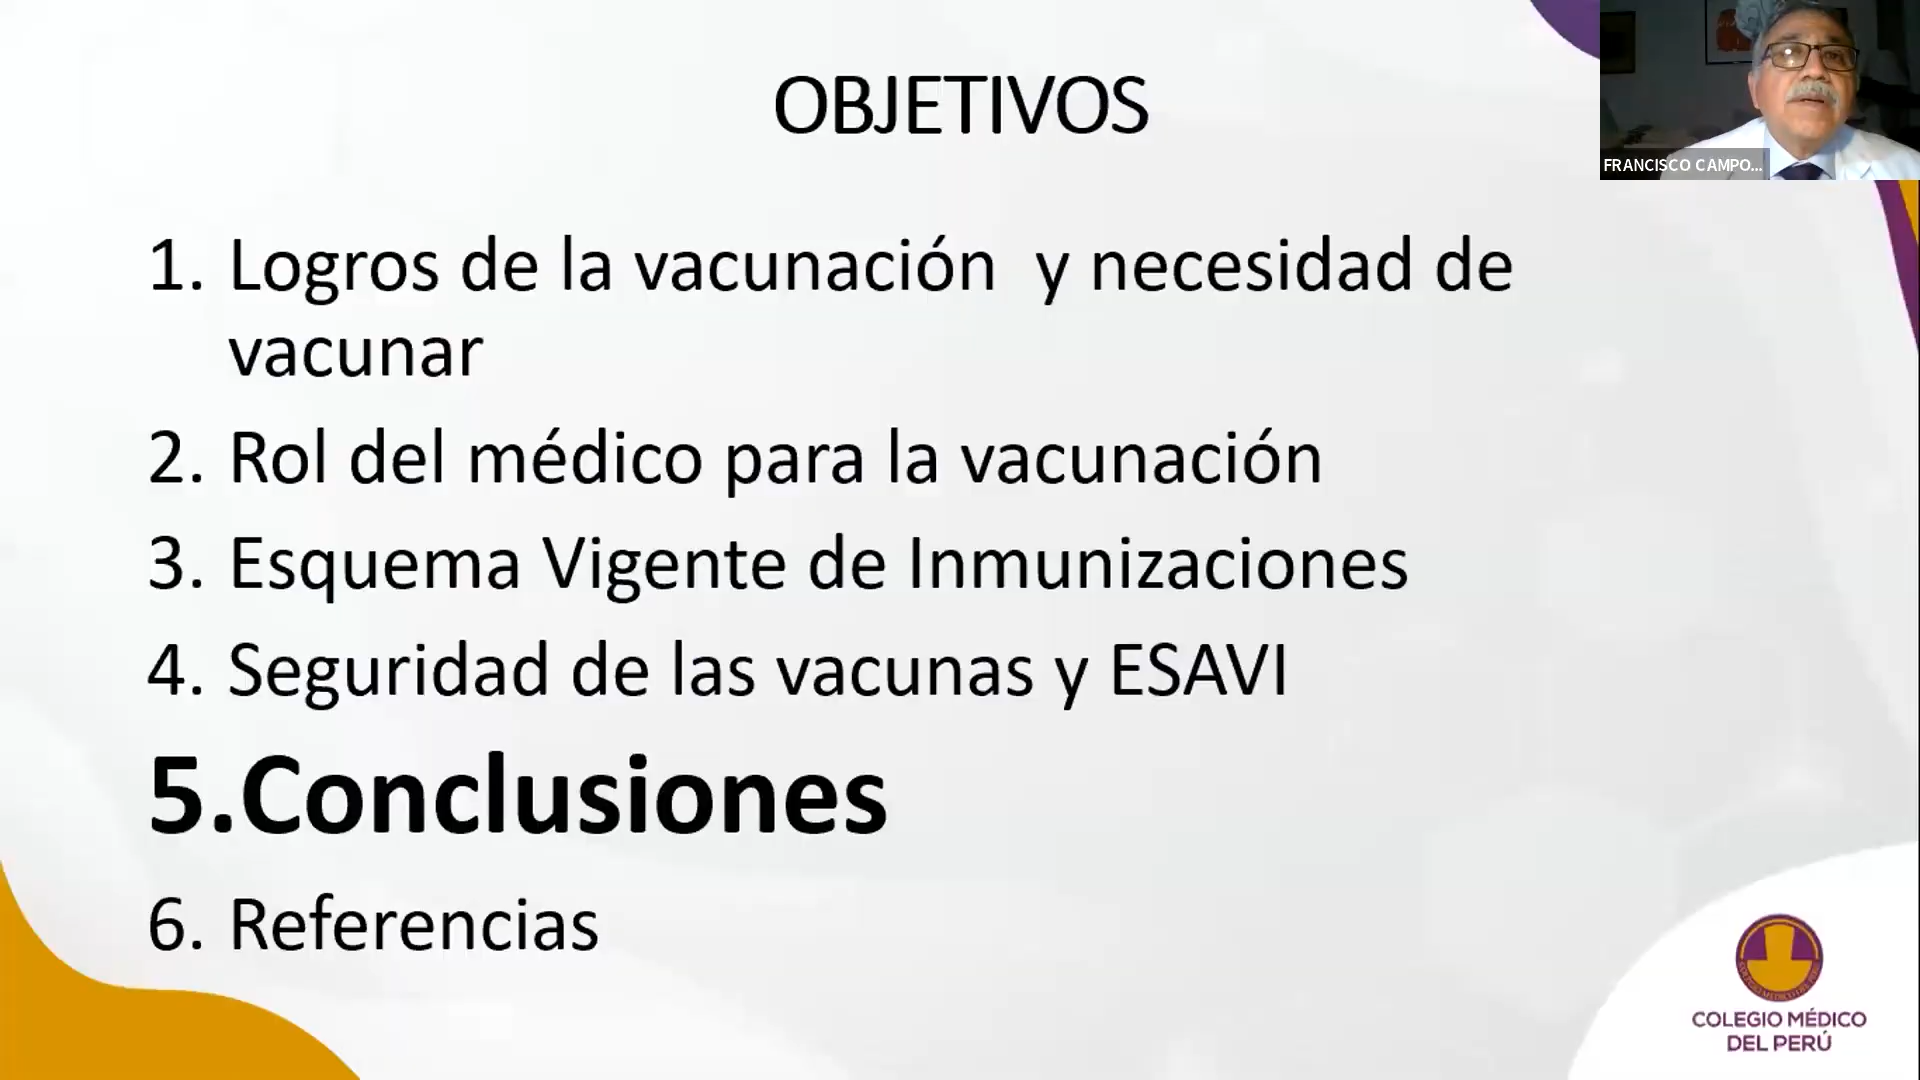 OBJETIVOS
FRANCISCO CAMPO...
1. Logros de la vacunación y necesidad de
vacunar
2. Rol del médico para la vacunación
3. Esquema Vigente de Inmunizaciones
4. Seguridad de las vacunas y ESAVI
5.Conclusiones
6. Referencias
COLEGIO MÉDICO
DEL PERÚ